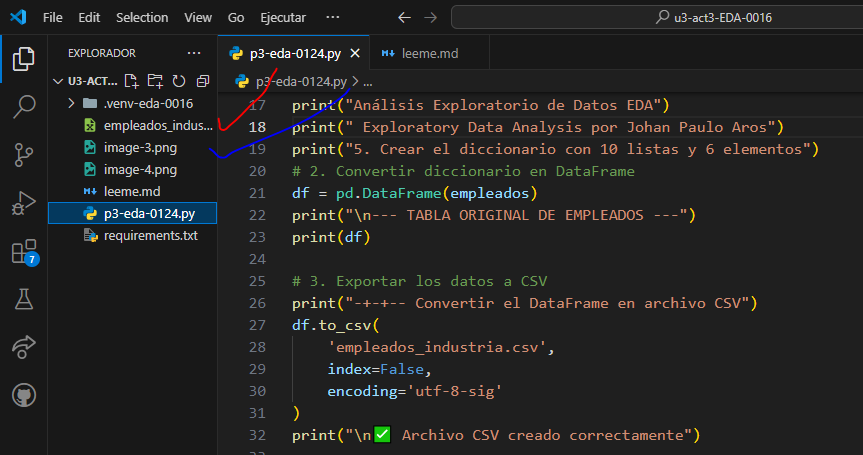 File Edit Selection View Go Ejecutar ··· u3-act3-EDA-0016
EXPLORADOR ···
p3-eda-0124.py
leeme.md
U3-ACT...
p3-eda-0124.py > ...
.venv-eda-0016
empleados_indus...
image-3.png
image-4.png
leeme.md
p3-eda-0124.py
requirements.txt
7
17 print("Análisis Exploratorio de Datos EDA")
18 print(" Exploratory Data Analysis por Johan Paulo Aros")
19 print("5. Crear el diccionario con 10 listas y 6 elementos")
20 # 2. Convertir diccionario en DataFrame
21 df = pd.DataFrame(empleados)
22 print("\n--- TABLA ORIGINAL DE EMPLEADOS ---")
23 print(df)
24
25 # 3. Exportar los datos a CSV
26 print("-+-+-- Convertir el DataFrame en archivo CSV")
27 df.to_csv(
28 'empleados_industria.csv',
29 index=False,
30 encoding='utf-8-sig'
31 )
32 print("\n✅ Archivo CSV creado correctamente")